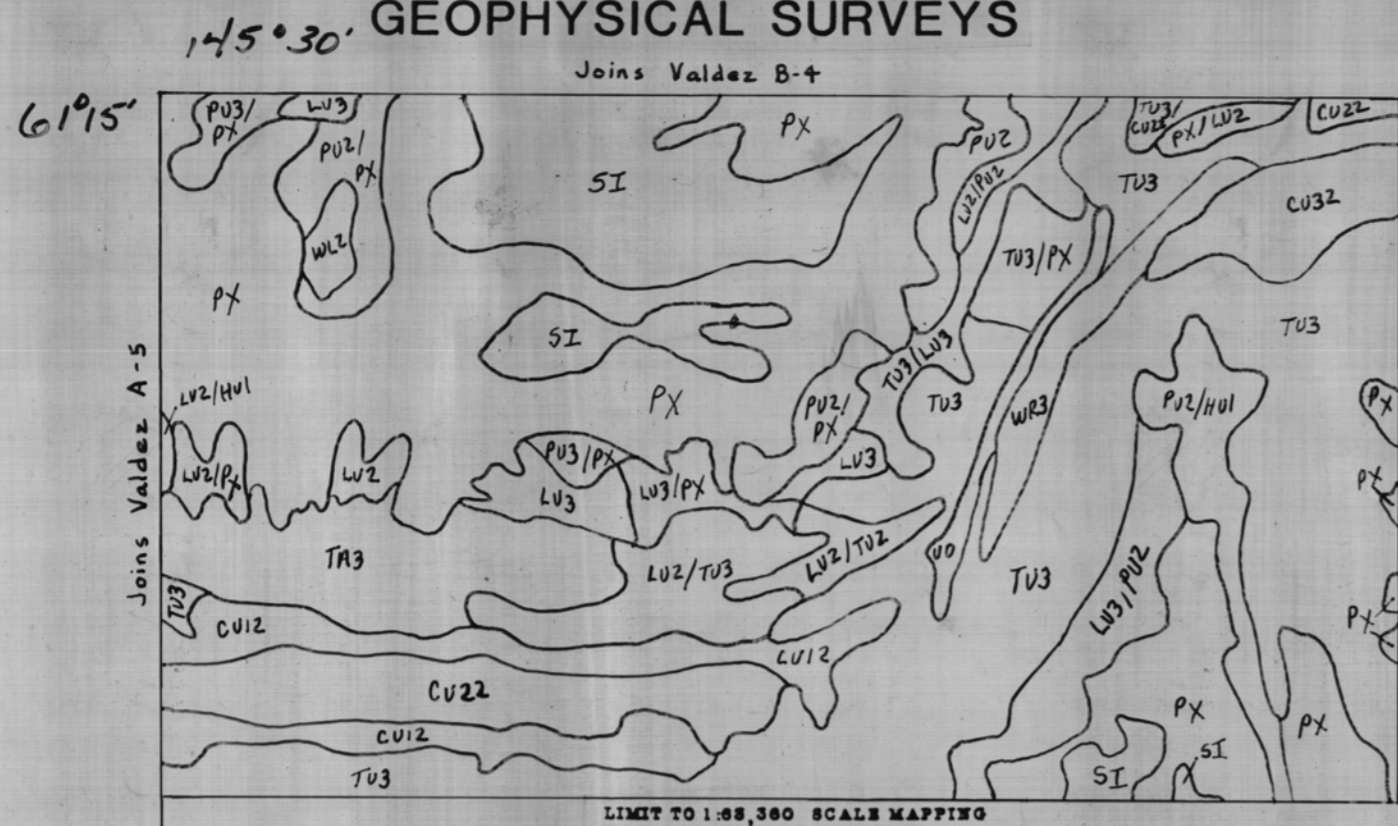 GEOPHYSICAL SURVEYS
145°30'
Joins Valdez B-4
61°15'
PU3/
PX
LU3
PU2/
PX
WL2
PX
SI
PX
PU2
LU2/PU2
TU3/
CU22
PX/LU2
CU22
TU3
CU32
TU3/PX
TU3
SI
PX
TU3/LU3
TU3
WR3
PU2/HU1
PX
Joins Valdez A-5
LU2/HU1
LU2/PX
LU2
PU3/PX
LU3
LU3/PX
PU2/
PX
LU3
PX
TA3
LU2/TU3
LU2/TU2
UO
TU3
LU3/PU2
PX
TU3
CU12
LU12
CU22
CU12
TU3
PX
SI
SI
PX
LIMIT TO 1:63,360 SCALE MAPPING